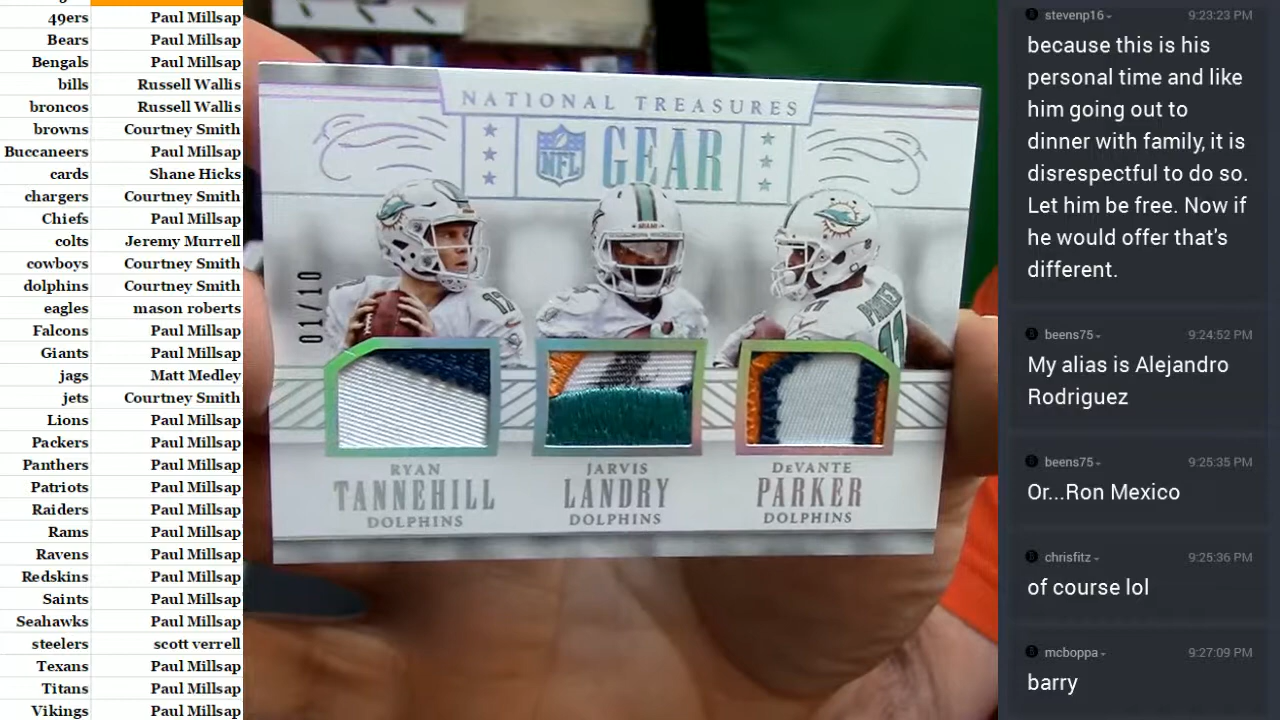 49ers Paul Millsap
Bears Paul Millsap
Bengals Paul Millsap
bills Russell Wallis
broncos Russell Wallis
browns Courtney Smith
Buccaneers Paul Millsap
cards Shane Hicks
chargers Courtney Smith
Chiefs Paul Millsap
colts Jeremy Murrell
cowboys Courtney Smith
dolphins Courtney Smith
eagles mason roberts
Falcons Paul Millsap
Giants Paul Millsap
jags Matt Medley
jets Courtney Smith
Lions Paul Millsap
Packers Paul Millsap
Panthers Paul Millsap
Patriots Paul Millsap
Raiders Paul Millsap
Rams Paul Millsap
Ravens Paul Millsap
Redskins Paul Millsap
Saints Paul Millsap
Seahawks Paul Millsap
steelers scott verrell
Texans Paul Millsap
Titans Paul Millsap
Vikings Paul Millsap
NATIONAL TREASURES
NFL GEAR
01/10
MIAMI
17
PARKER
11
RYAN
TANNEHILL
DOLPHINS
JARVIS
LANDRY
DOLPHINS
DEVANTE
PARKER
DOLPHINS
stevenp16 9:23:23 PM
because this is his
personal time and like
him going out to
dinner with family, it is
disrespectful to do so.
Let him be free. Now if
he would offer that's
different.
beens75 9:24:52 PM
My alias is Alejandro
Rodriguez
beens75 9:25:35 PM
Or...Ron Mexico
chrisfitz 9:25:36 PM
of course lol
mcboppa 9:27:09 PM
barry